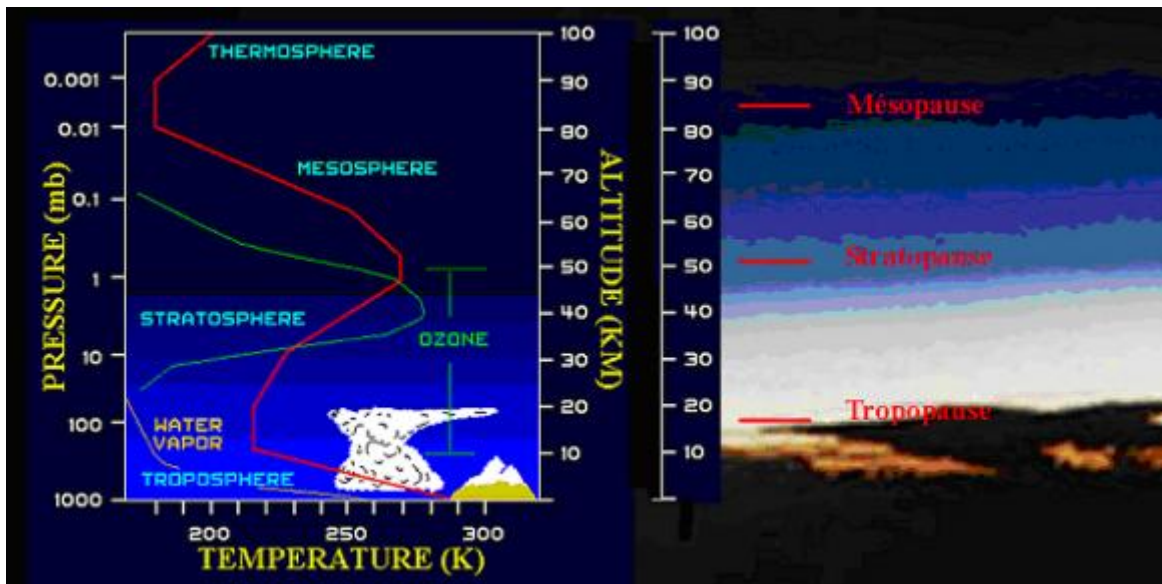 THERMOSPHERE
MESOSPHERE
STRATOSPHERE
OZONE
WATER
VAPOR
TROPOSPHERE
PRESSURE (mb)
0.001
0.01
0.1
1
10
100
1000
200
250
300
TEMPERATURE (K)
100
90
80
70
60
50
40
30
20
10
ALTITUDE (KM)
100
90
80
70
60
50
40
30
20
10
Mésopause
Stratopause
Tropopause